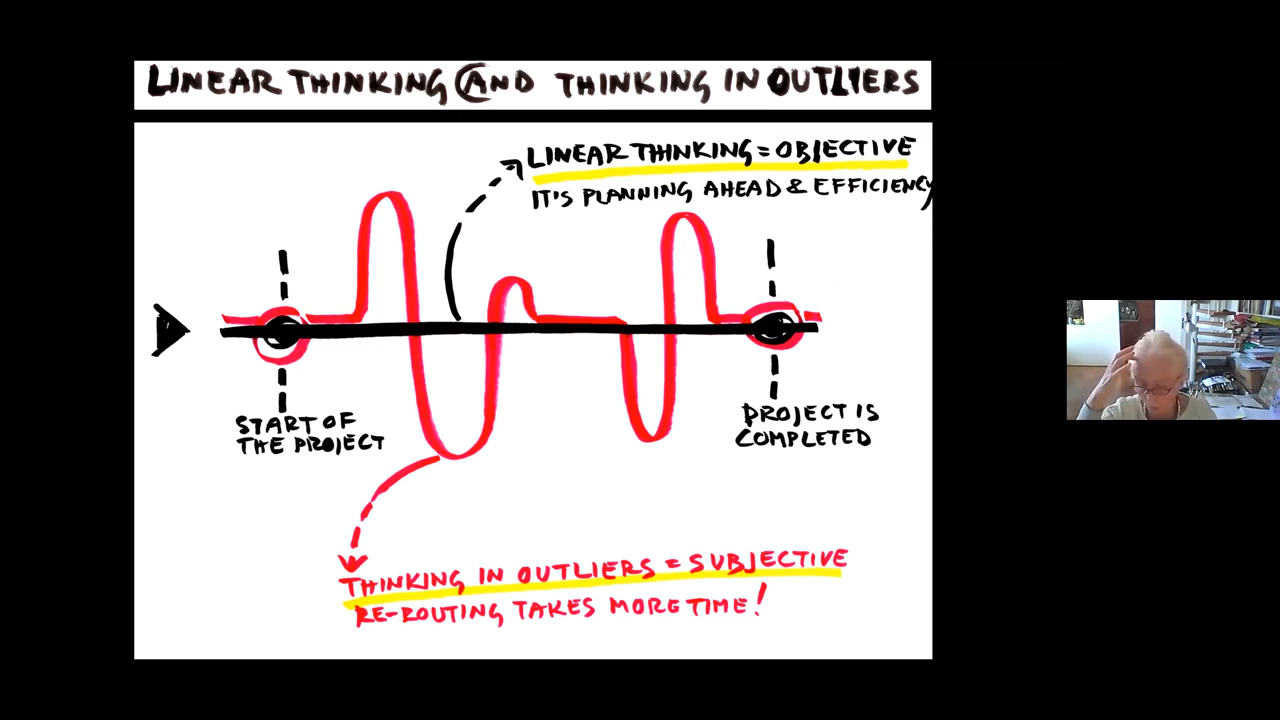 LINEAR THINKING AND THINKING IN OUTLIERS
LINEAR THINKING = OBJECTIVE
IT'S PLANNING AHEAD & EFFICIENCY
START OF
THE PROJECT
PROJECT IS
COMPLETED
THINKING IN OUTLIERS = SUBJECTIVE
RE-ROUTING TAKES MORE TIME!